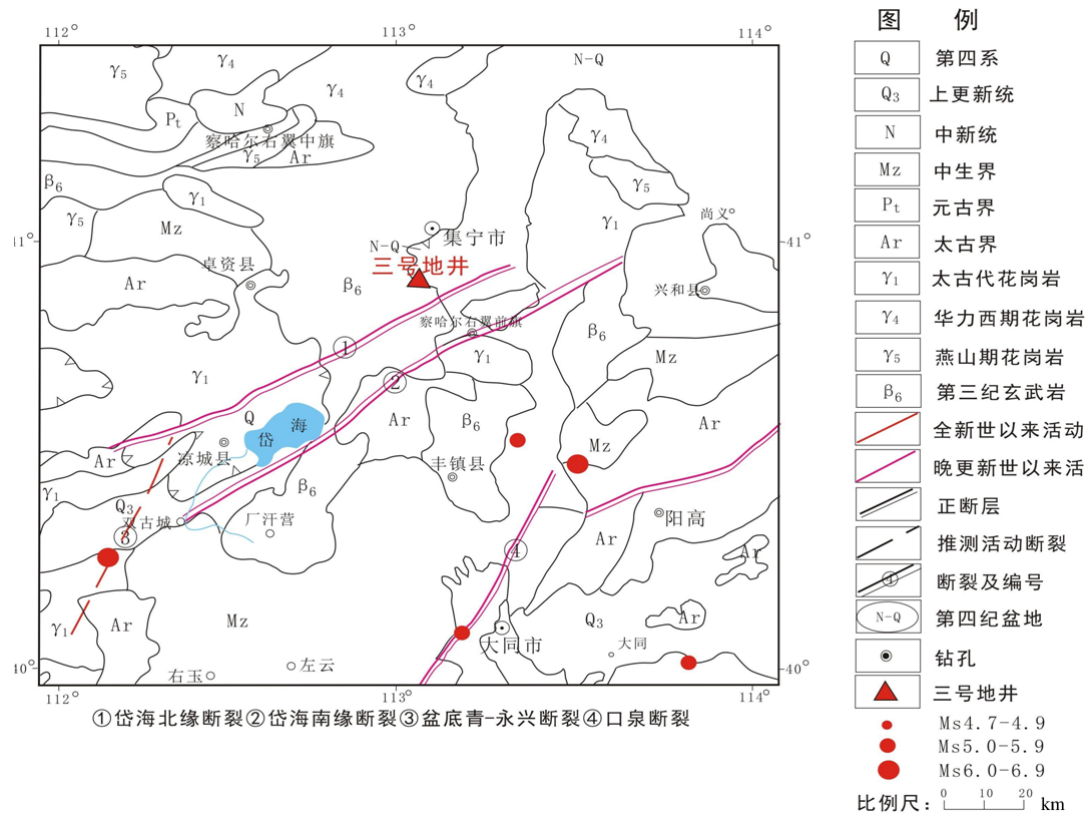 112°
113°
114°
γ5
γ4
γ4
γ4
N-Q
N
Pt
察哈尔右翼中旗
γ5
Ar
γ4
γ5
β6
γ1
γ5
Mz
γ1
尚义
41°
N-Q
集宁市
41°
三号地井
卓资县
Ar
β6
兴和县
察哈尔右翼前旗
β6
①
γ1
Mz
γ1
②
Q
Ar
β6
Ar
海
岱
Mz
Ar
凉城县
丰镇县
γ1
β6
Q3
双古城
厂汗营
阳高
③
④
Ar
Ar
γ1
Ar
Mz
Q3
Ar
大同市
大同
左云
右玉
40°
40°
112°
113°
114°
①岱海北缘断裂②岱海南缘断裂③盆底青-永兴断裂④口泉断裂
图 例
Q 第四系
Q3 上更新统
N 中新统
Mz 中生界
Pt 元古界
Ar 太古界
γ1 太古代花岗岩
γ4 华力西期花岗岩
γ5 燕山期花岗岩
β6 第三纪玄武岩
全新世以来活动
晚更新世以来活
正断层
推测活动断裂
④ 断裂及编号
N-Q 第四纪盆地
钻孔
三号地井
Ms4.7-4.9
Ms5.0-5.9
Ms6.0-6.9
比例尺: 0 10 20 km